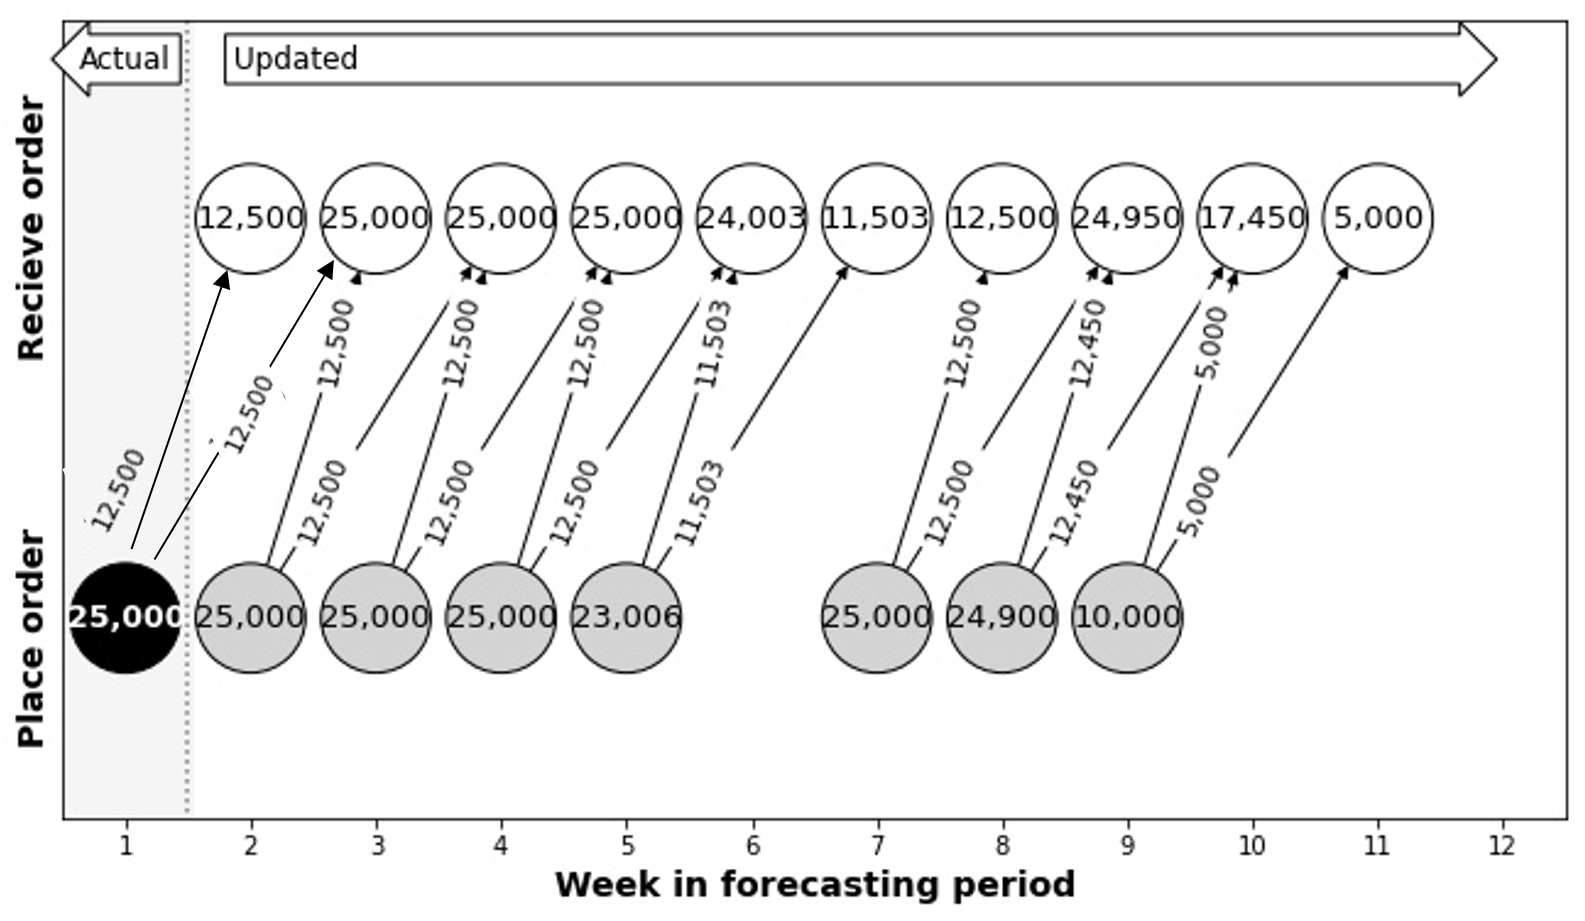 Actual
Updated
Recieve order
12,500 25,000 25,000 25,000 24,003 11,503 12,500 24,950 17,450 5,000
12,500 12,500 12,500 12,500 12,500 11,503 12,500 12,450 5,000
12,500 12,500 12,500 12,500 11,503 12,500 12,450 5,000
Place order
25,000 25,000 25,000 25,000 23,006 25,000 24,900 10,000
1 2 3 4 5 6 7 8 9 10 11 12
Week in forecasting period